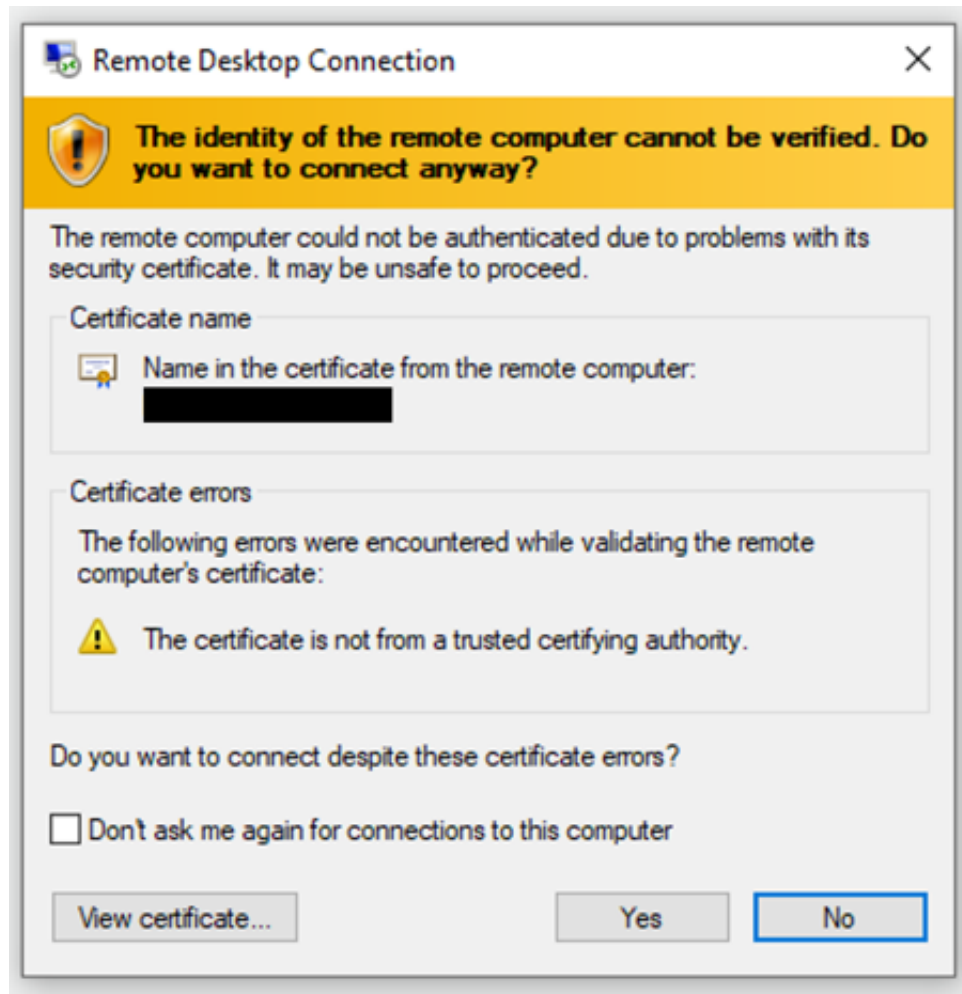 Remote Desktop Connection
The identity of the remote computer cannot be verified. Do
you want to connect anyway?
The remote computer could not be authenticated due to problems with its
security certificate. It may be unsafe to proceed.
Certificate name
Name in the certificate from the remote computer:
Certificate errors
The following errors were encountered while validating the remote
computer's certificate:
The certificate is not from a trusted certifying authority.
Do you want to connect despite these certificate errors?
Don't ask me again for connections to this computer
View certificate...
Yes
No